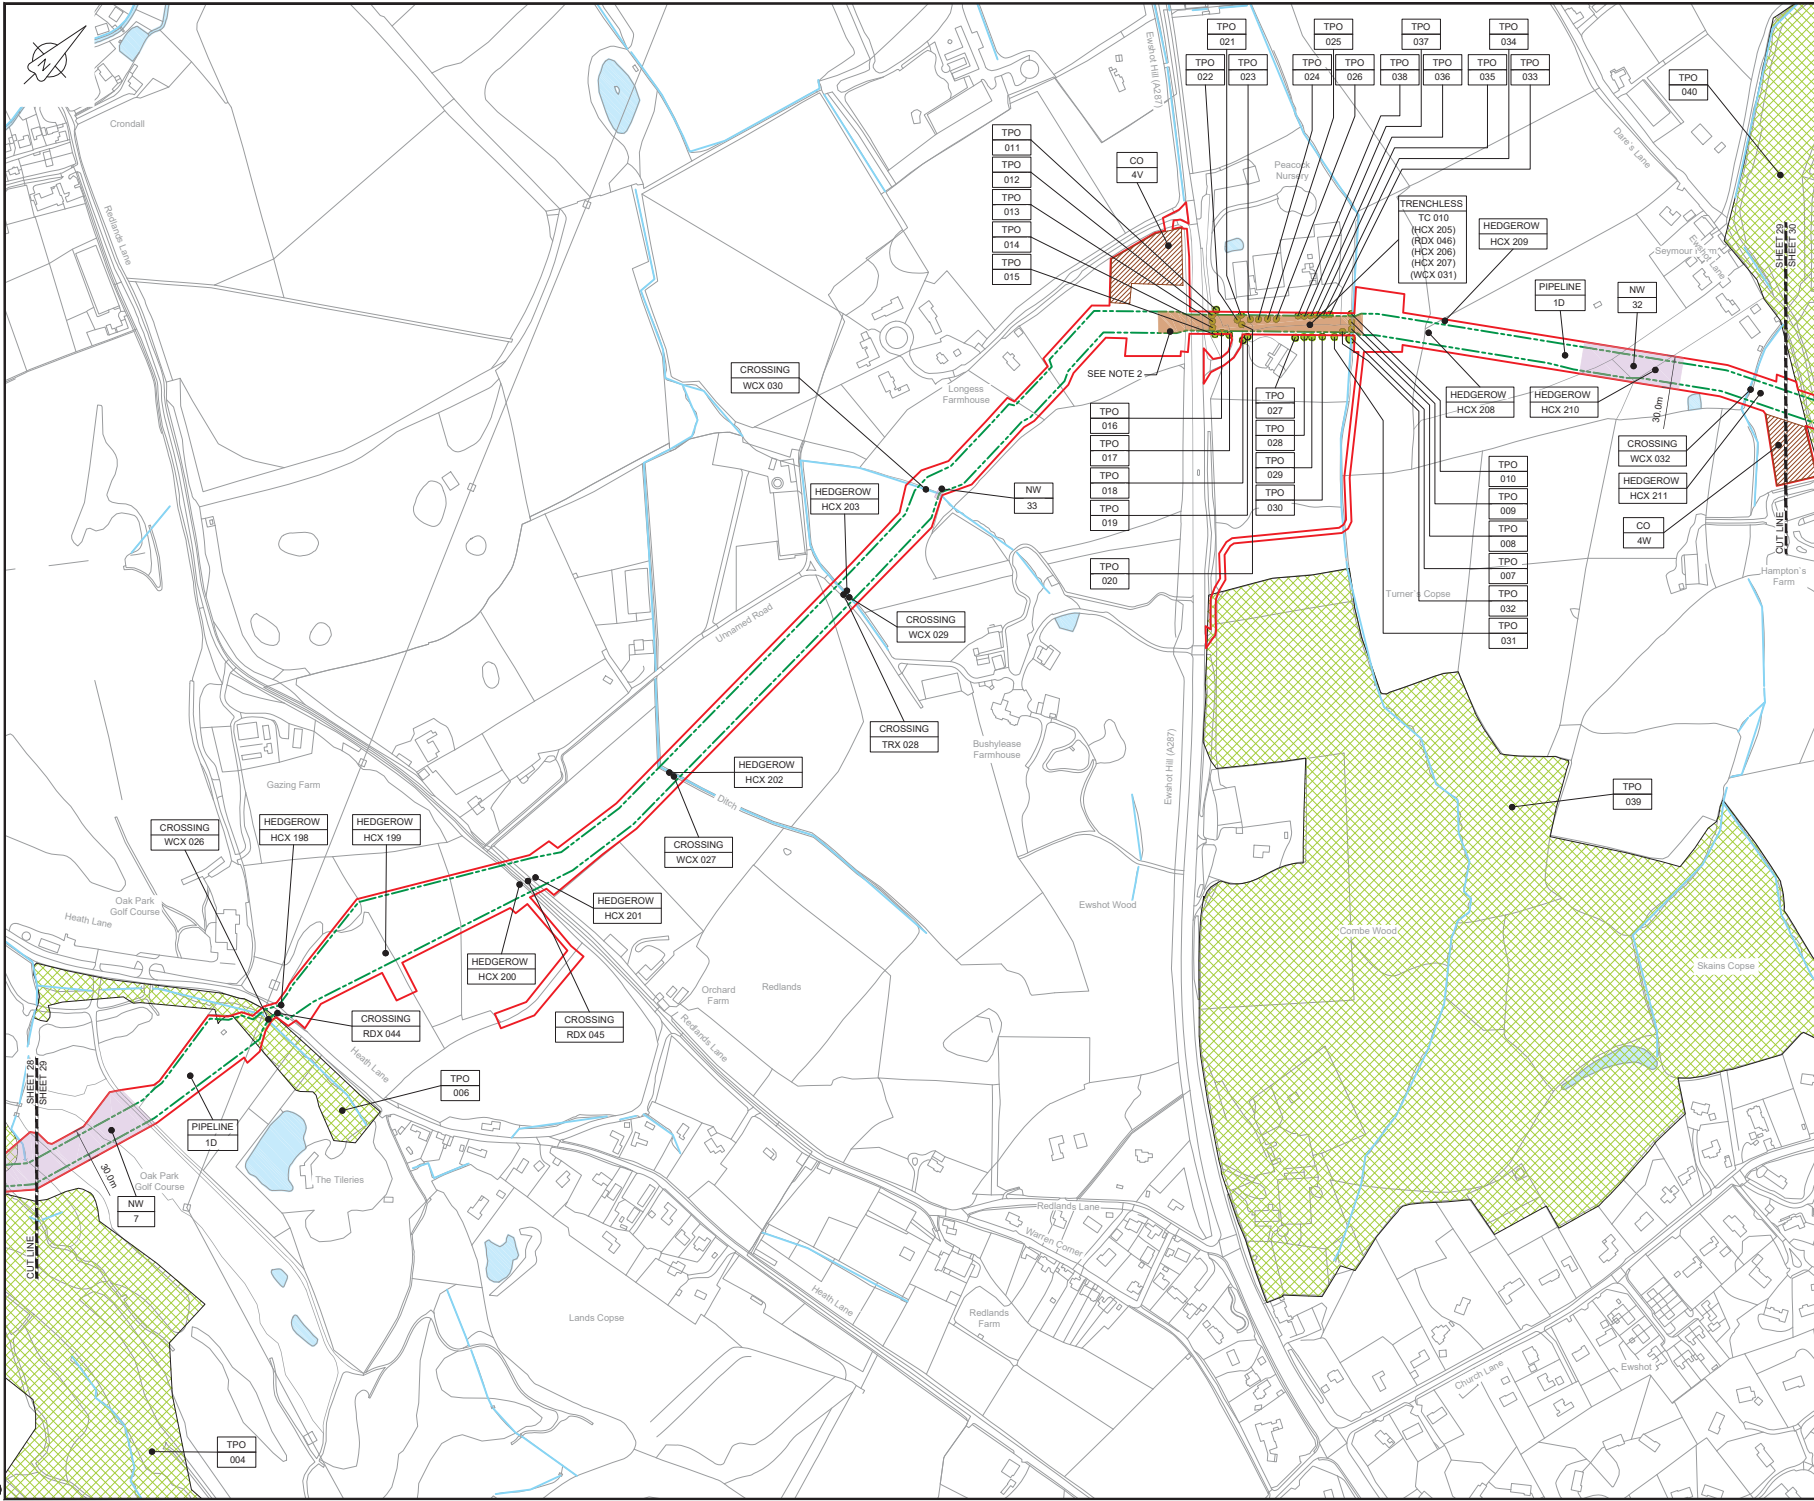 N
Crondall
Redlands Lane
Ewshot Hill (A287)
TPO
021
TPO
022
TPO
023
TPO
025
TPO
024
TPO
026
TPO
037
TPO
038
TPO
036
TPO
034
TPO
035
TPO
033
TPO
040
Dare's Lane
TPO
011
TPO
012
TPO
013
TPO
014
TPO
015
CO
4V
Peacock
Nursery
TRENCHLESS
TC 010
(HCX 205)
(RDX 046)
(HCX 206)
(HCX 207)
(WCX 031)
HEDGEROW
HCX 209
Ewshot Lane
SHEET 29
SHEET 30
PIPELINE
1D
NW
32
SEE NOTE 2
CROSSING
WCX 030
Longess
Farmhouse
HEDGEROW
HCX 208
HEDGEROW
HCX 210
30.0m
CROSSING
WCX 032
HEDGEROW
HCX 211
CO
4W
CUT LINE
Hampton's
Farm
TPO
016
TPO
017
TPO
018
TPO
019
TPO
020
TPO
027
TPO
028
TPO
029
TPO
030
TPO
010
TPO
009
TPO
008
TPO
007
TPO
032
TPO
031
Turner's Copse
HEDGEROW
HCX 203
NW
33
Unnamed Road
CROSSING
WCX 029
CROSSING
TRX 028
Bushylease
Farmhouse
Ewshot Hill (A287)
HEDGEROW
HCX 202
Ditch
CROSSING
WCX 027
TPO
039
Gazing Farm
CROSSING
WCX 026
HEDGEROW
HCX 198
HEDGEROW
HCX 199
HEDGEROW
HCX 201
HEDGEROW
HCX 200
CROSSING
RDX 045
Oak Park
Golf Course
Heath Lane
Ewshot Wood
Combe Wood
Skains Copse
Orchard
Farm
Redlands
Redlands Lane
CROSSING
RDX 044
Heath Lane
TPO
006
SHEET 28
SHEET 29
PIPELINE
1D
30.0m
Oak Park
Golf Course
NW
7
The Tileries
CUT LINE
Redlands Lane
Warren Corner
Heath Lane
Redlands
Farm
Lands Copse
Church Lane
Ewshot
TPO
004